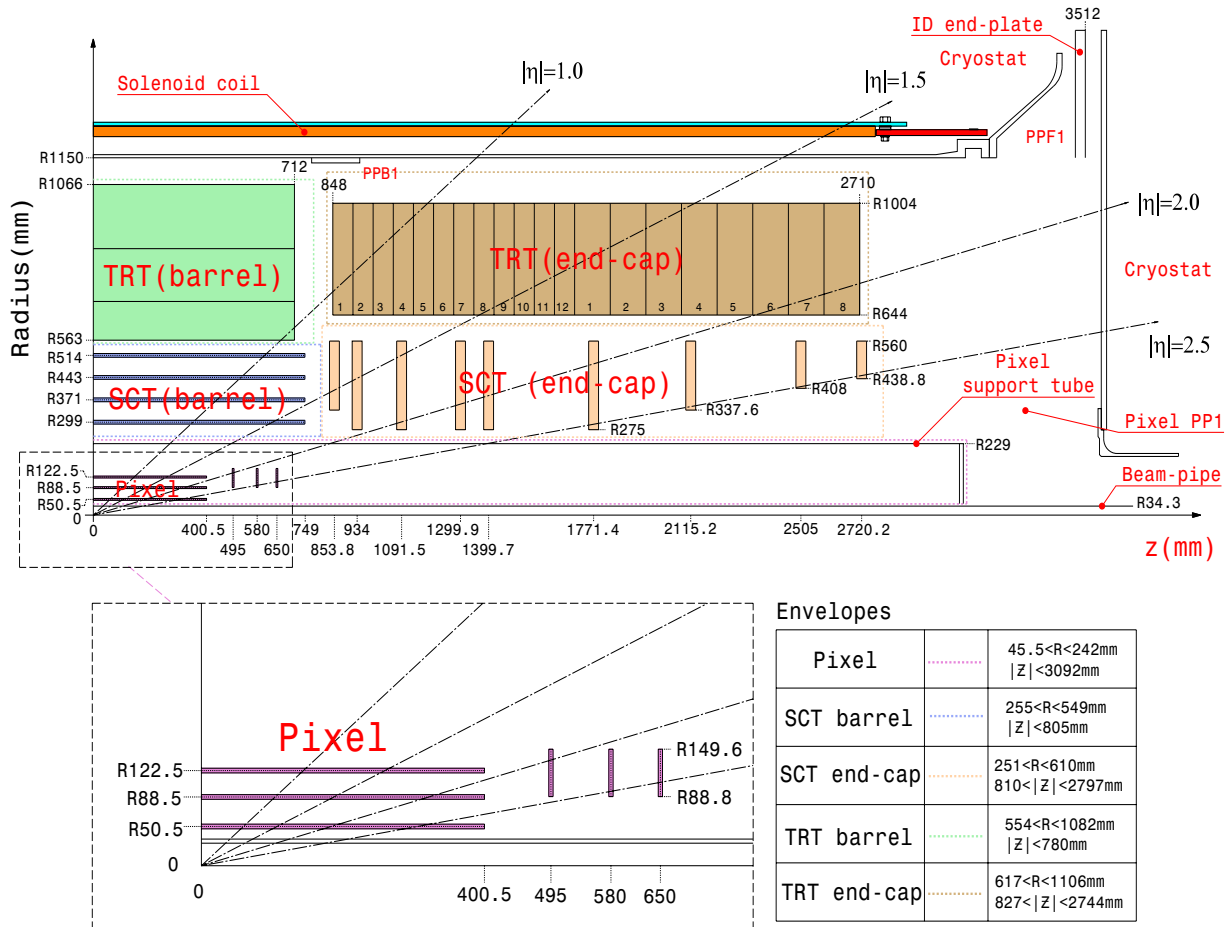 3512
ID end-plate
Cryostat
|η|=1.0
|η|=1.5
Solenoid coil
PPF1
R1150
712
PPB1
R1066
848
2710
R1004
|η|=2.0
TRT(barrel)
TRT(end-cap)
Cryostat
Radius(mm)
1 2 3 4 5 6 7 8 9 10 11 12 1 2 3 4 5 6 7 8
R644
R563
R560
|η|=2.5
R514
R443
SCT (end-cap)
R438.8
Pixel
support tube
R408
R371
SCT(barrel)
R337.6
R299
R275
Pixel PP1
R229
R122.5
R88.5
Pixel
R50.5
Beam-pipe
R34.3
0
0 400.5 580 749 934 1299.9 1771.4 2115.2 2505 2720.2
495 650 853.8 1091.5 1399.7
z(mm)
Pixel
R149.6
R122.5
R88.5
R88.8
R50.5
0
0
400.5 495 580 650
Envelopes
Pixel
45.5<R<242mm
|Z|<3092mm
SCT barrel
255<R<549mm
|Z|<805mm
SCT end-cap
251<R<610mm
810<|Z|<2797mm
TRT barrel
554<R<1082mm
|Z|<780mm
TRT end-cap
617<R<1106mm
827<|Z|<2744mm